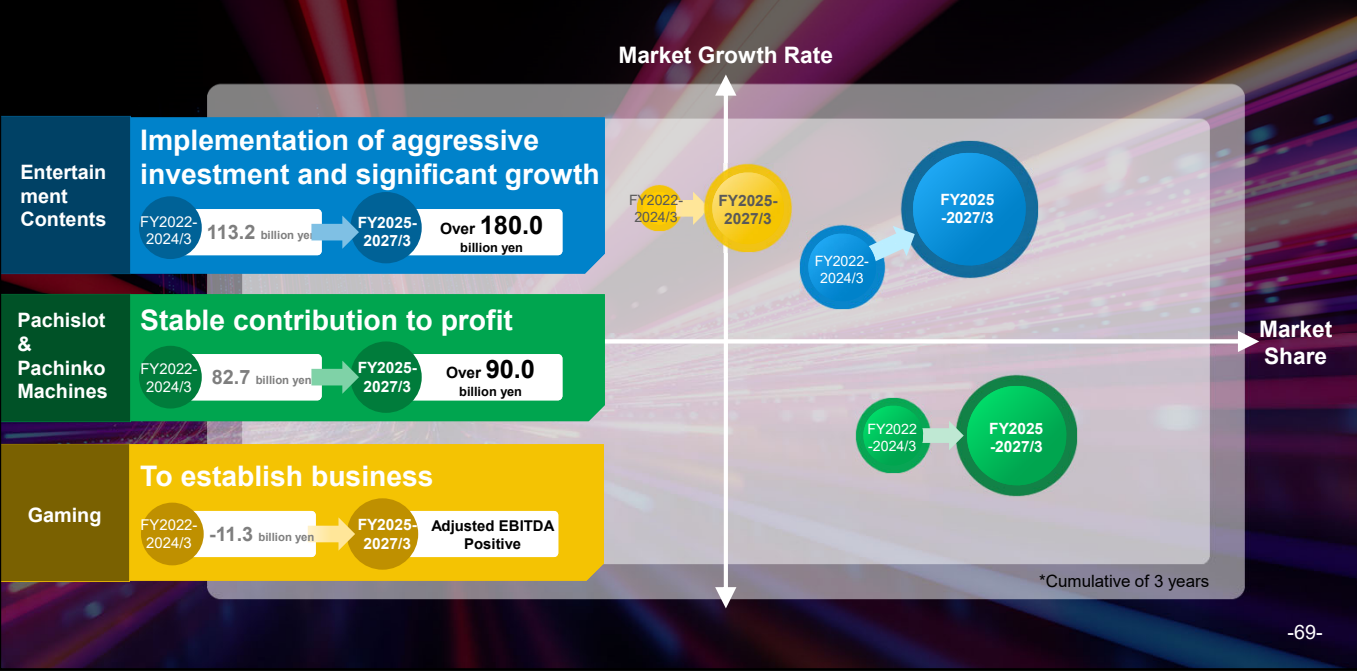 Market Growth Rate
Entertain
ment
Contents
Implementation of aggressive
investment and significant growth
FY2022-
2024/3
113.2 billion yen
FY2025-
2027/3
Over 180.0
billion yen
Pachislot
&
Pachinko
Machines
Stable contribution to profit
FY2022-
2024/3
82.7 billion yen
FY2025-
2027/3
Over 90.0
billion yen
Gaming
To establish business
FY2022-
2024/3
-11.3 billion yen
FY2025-
2027/3
Adjusted EBITDA
Positive
FY2022-
2024/3
FY2025-
2027/3
FY2022-
2024/3
FY2025
-2027/3
Market
Share
FY2022
-2024/3
FY2025
-2027/3
*Cumulative of 3 years
-69-